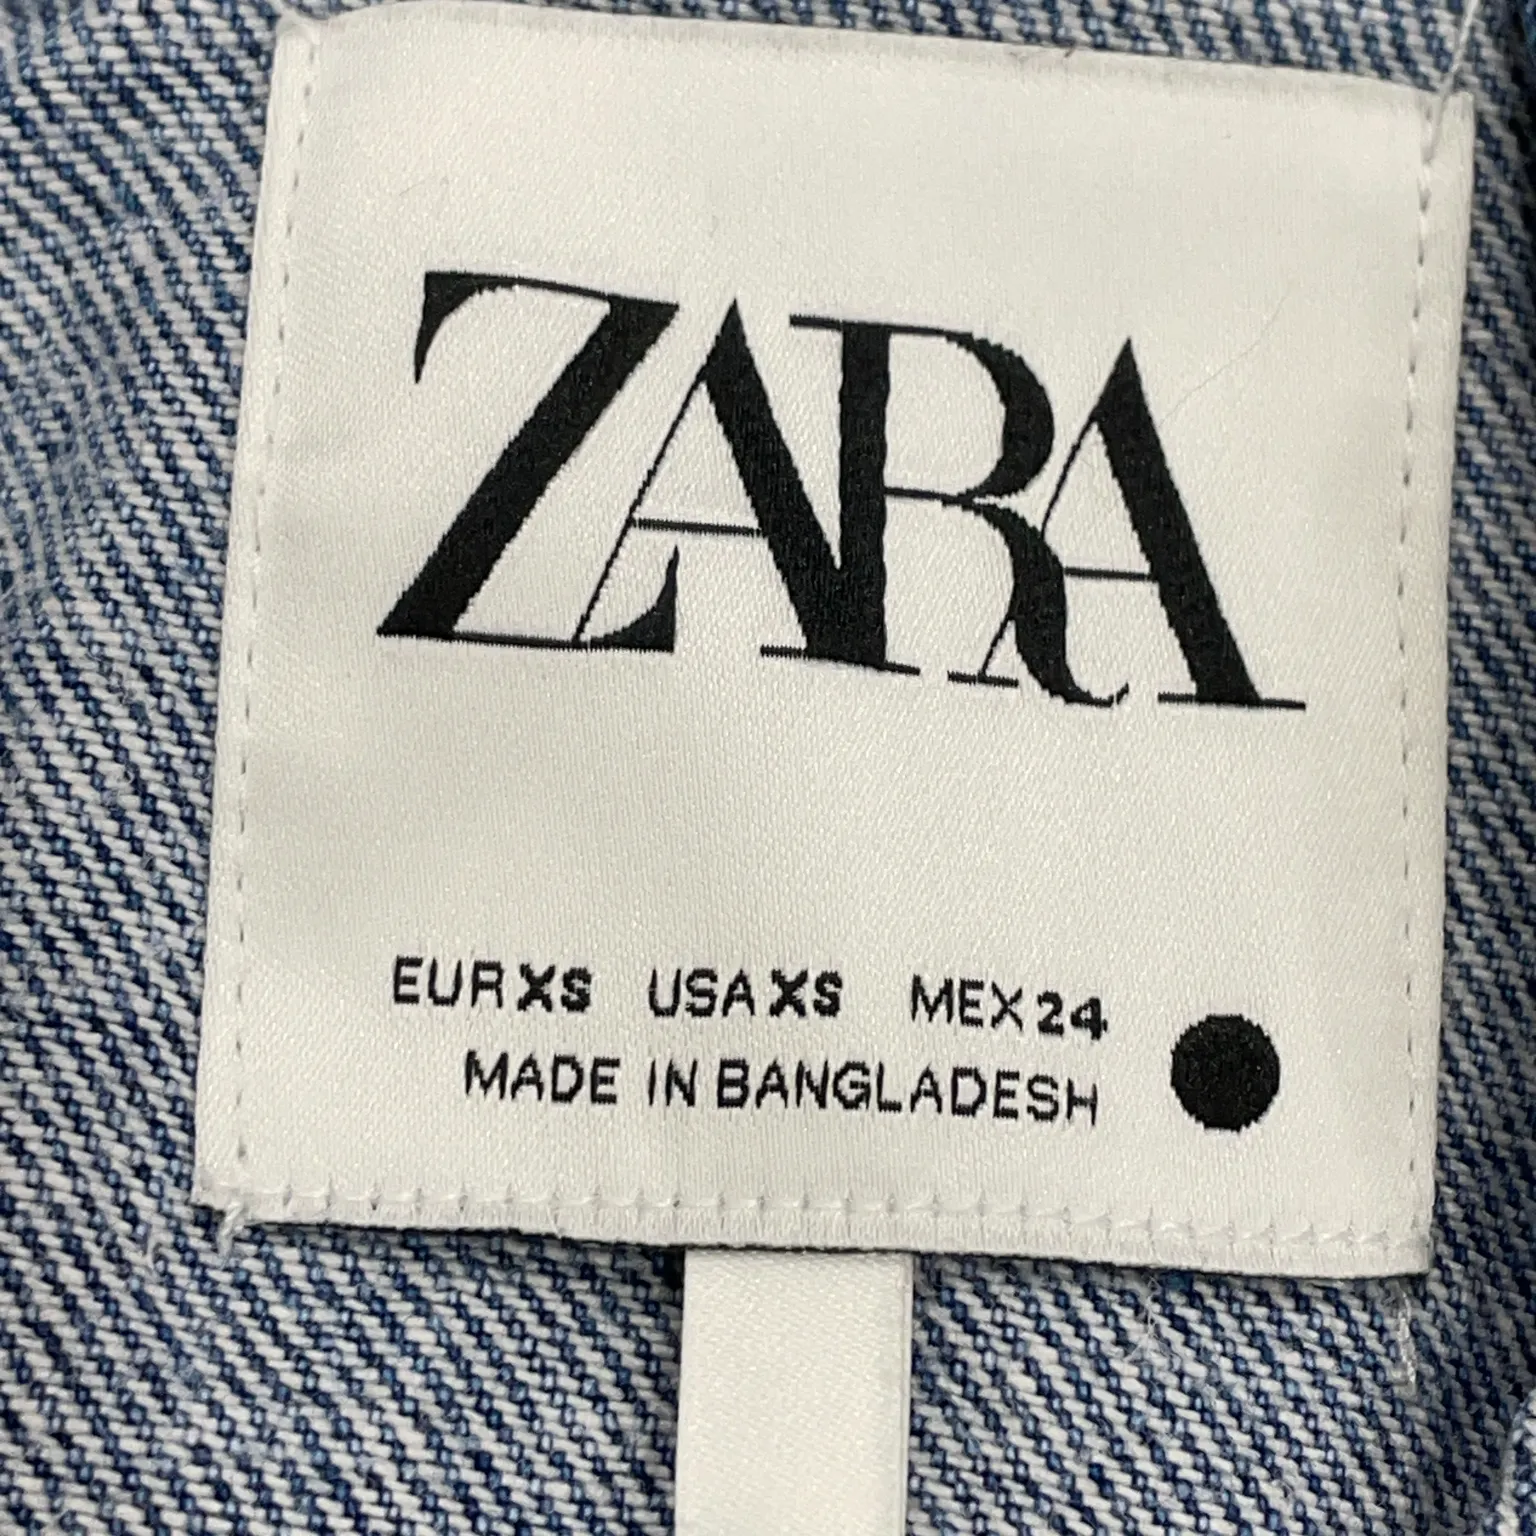 ZARA
EUR XS USA XS MEX 24
MADE IN BANGLADESH